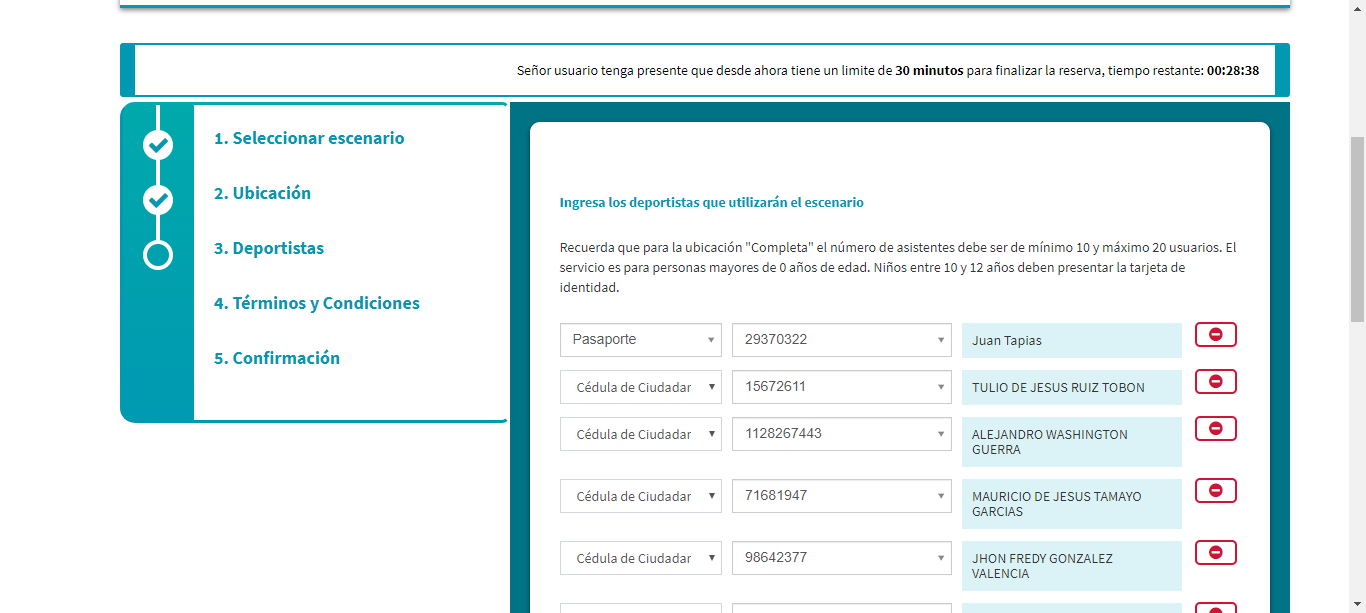 Señor usuario tenga presente que desde ahora tiene un limite de 30 minutos para finalizar la reserva, tiempo restante: 00:28:38
1. Seleccionar escenario
2. Ubicación
3. Deportistas
4. Términos y Condiciones
5. Confirmación
Ingresa los deportistas que utilizarán el escenario
Recuerda que para la ubicación "Completa" el número de asistentes debe ser de mínimo 10 y máximo 20 usuarios. El
servicio es para personas mayores de 0 años de edad. Niños entre 10 y 12 años deben presentar la tarjeta de
identidad.
Pasaporte 29370322 Juan Tapias
Cédula de Ciudadar 15672611 TULIO DE JESUS RUIZ TOBON
Cédula de Ciudadar 1128267443 ALEJANDRO WASHINGTON
GUERRA
Cédula de Ciudadar 71681947 MAURICIO DE JESUS TAMAYO
GARCIAS
Cédula de Ciudadar 98642377 JHON FREDY GONZALEZ
VALENCIA